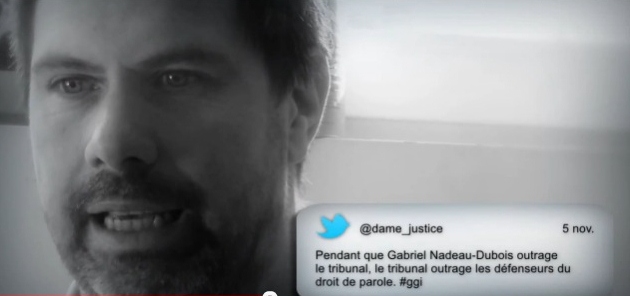 @dame_justice 5 nov.
Pendant que Gabriel Nadeau-Dubois outrage
le tribunal, le tribunal outrage les défenseurs du
droit de parole. #ggi